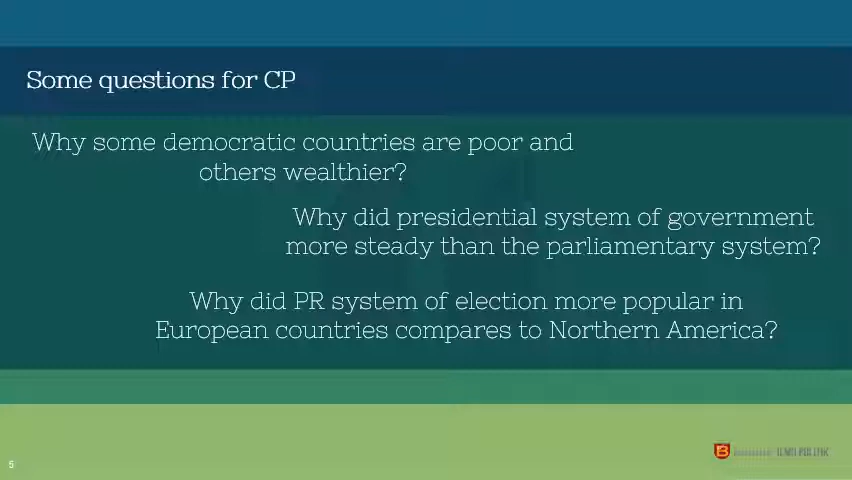 Some questions for CP
Why some democratic countries are poor and
others wealthier?
Why did presidential system of government
more steady than the parliamentary system?
Why did PR system of election more popular in
European countries compares to Northern America?
5